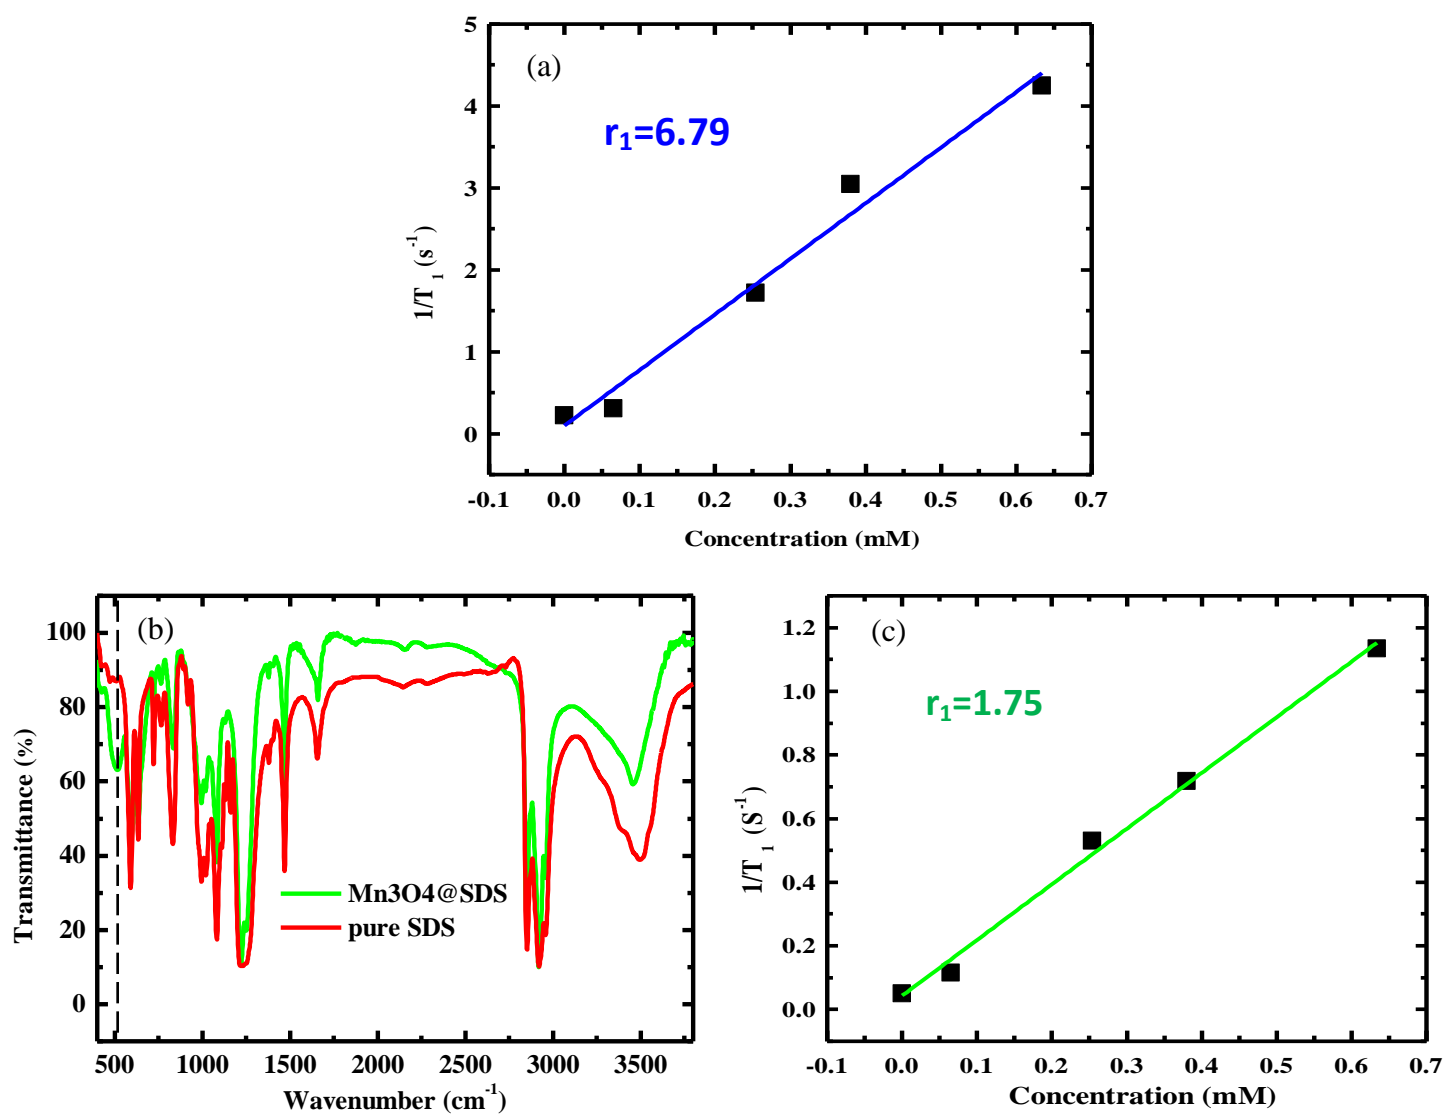 (a)
r₁=6.79
1/T ₁ (s⁻¹)
5
4
3
2
1
0
-0.1 0.0 0.1 0.2 0.3 0.4 0.5 0.6 0.7
Concentration (mM)
(b)
Transmittance (%)
100
80
60
40
20
0
Mn3O4@SDS
pure SDS
500 1000 1500 2000 2500 3000 3500
Wavenumber (cm⁻¹)
(c)
r₁=1.75
1/T ₁ (S⁻¹)
1.2
1.0
0.8
0.6
0.4
0.2
0.0
-0.1 0.0 0.1 0.2 0.3 0.4 0.5 0.6 0.7
Concentration (mM)